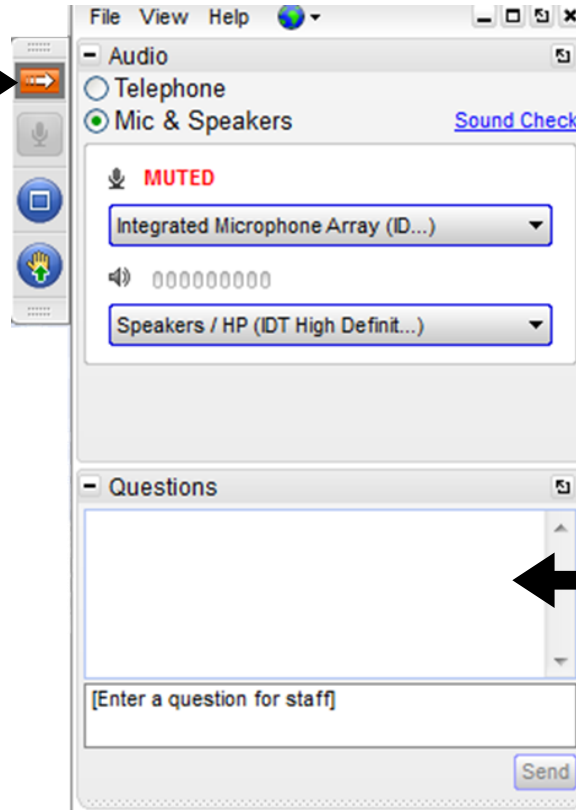 File View Help
Audio
Telephone
Mic & Speakers Sound Check
MUTED
Integrated Microphone Array (ID...)
000000000
Speakers / HP (IDT High Definit...)
Questions
[Enter a question for staff]
Send